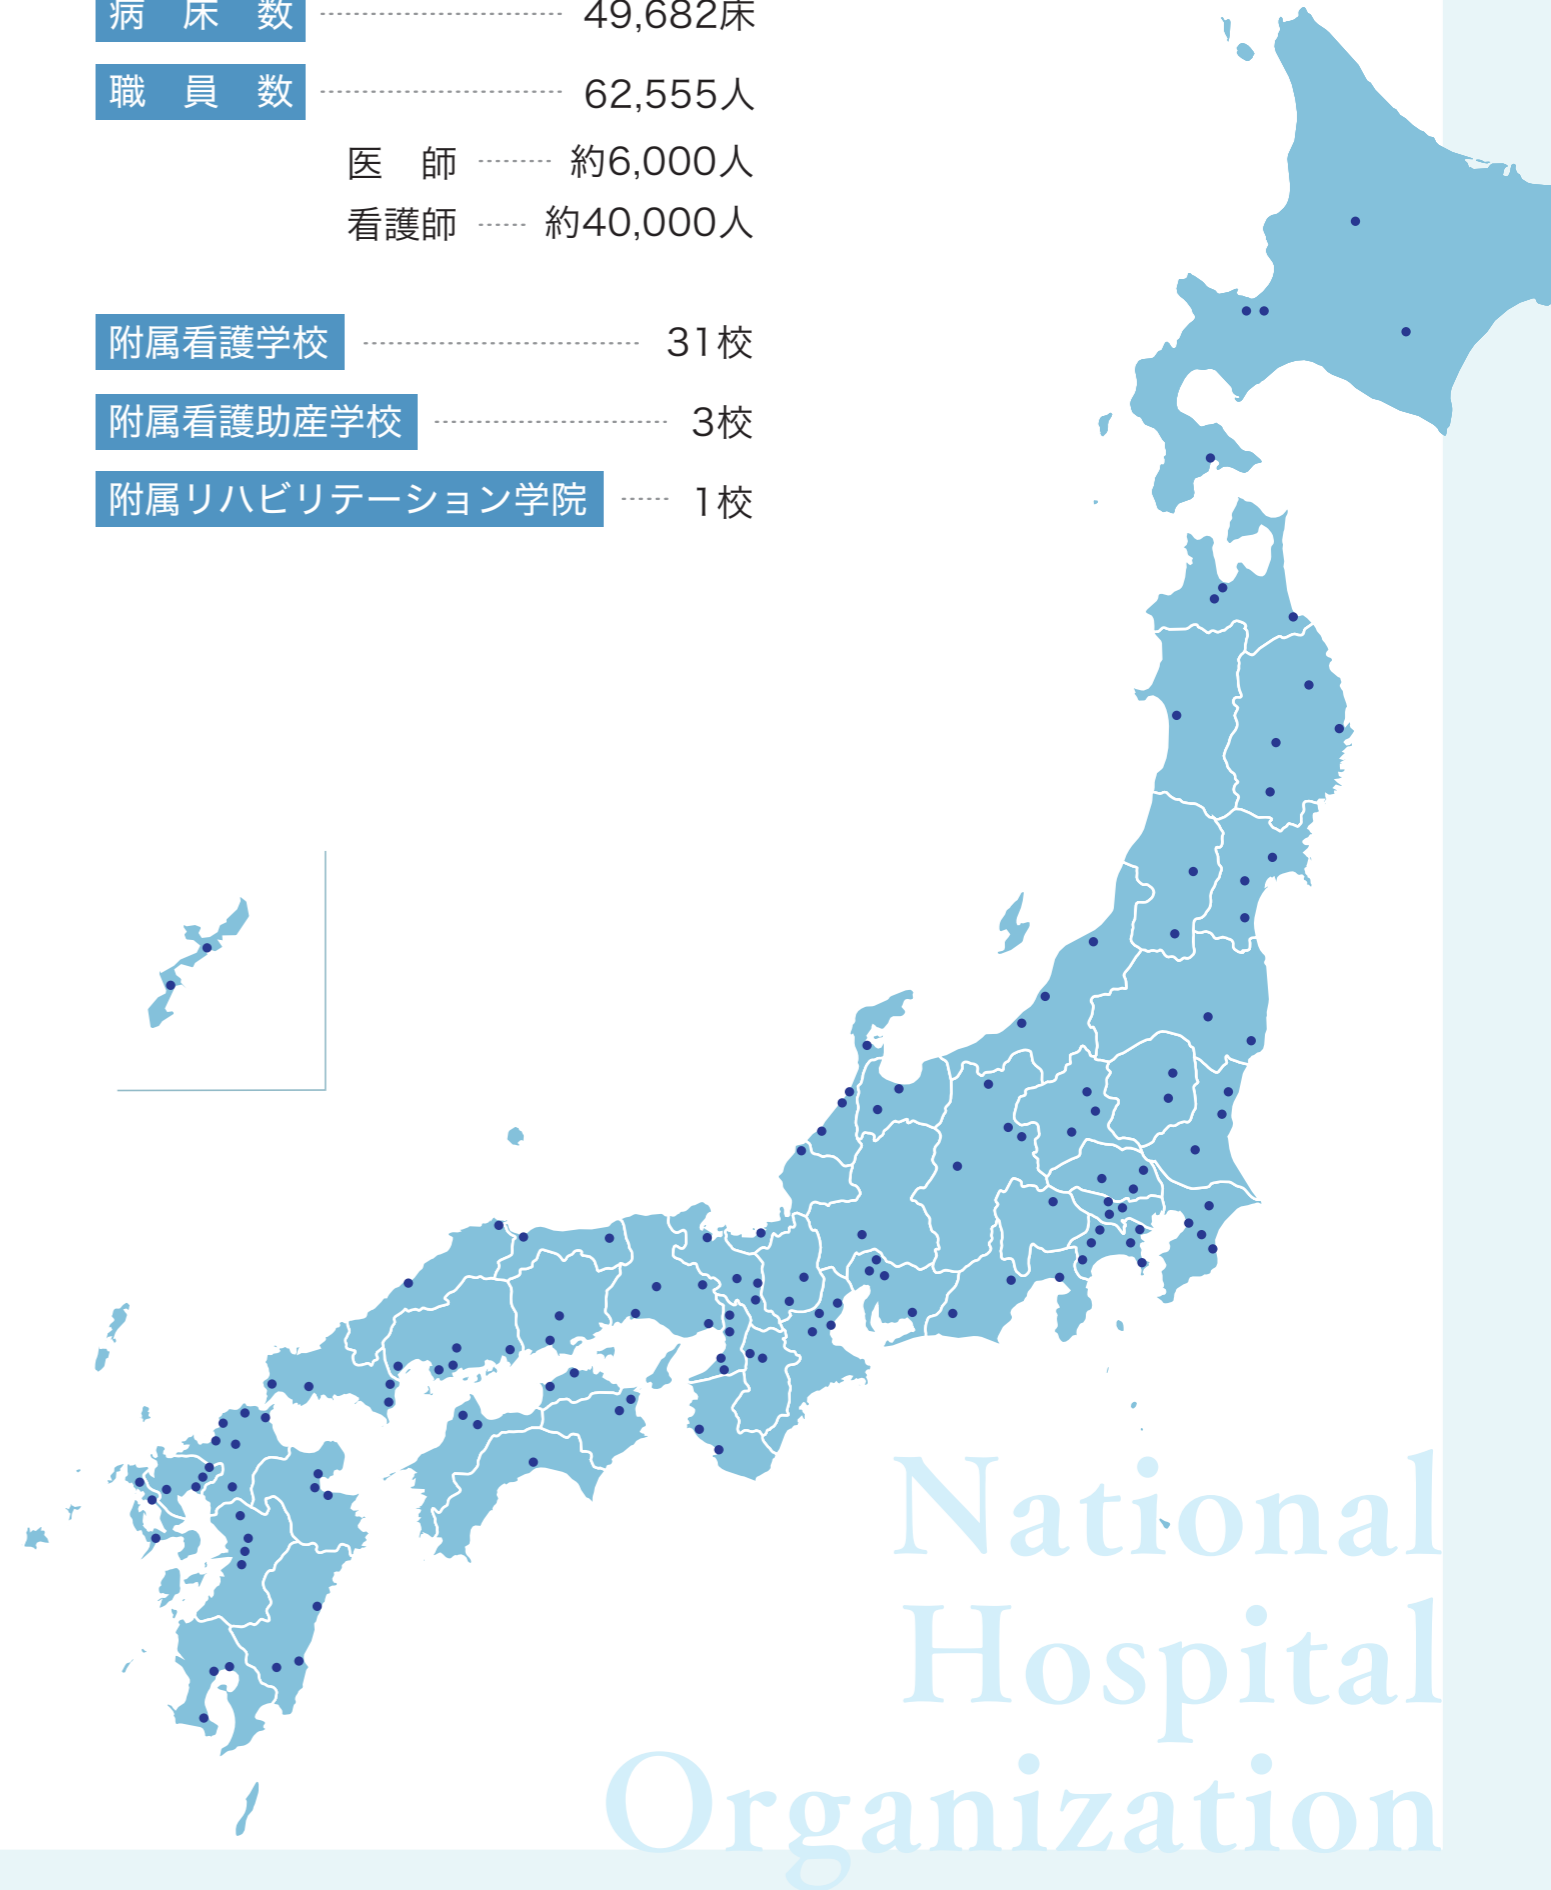 病　床　数 49,682床
職　員　数 62,555人
医　師 約6,000人
看護師 約40,000人
附属看護学校 31校
附属看護助産学校 3校
附属リハビリテーション学院 1校
National
Hospital
Organization